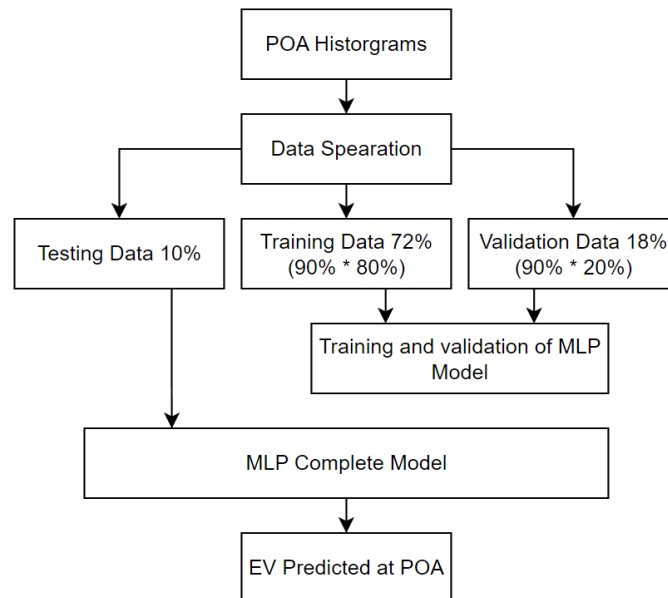 POA Historgrams
Data Spearation
Testing Data 10%
Training Data 72%
(90% * 80%)
Validation Data 18%
(90% * 20%)
Training and validation of MLP
Model
MLP Complete Model
EV Predicted at POA